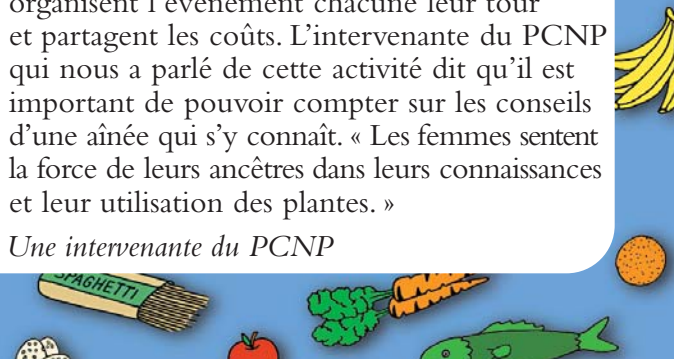 organisent l'événement chacune leur tour
et partagent les coûts. L'intervenante du PCNP
qui nous a parlé de cette activité dit qu'il est
important de pouvoir compter sur les conseils
d'une aînée qui s'y connaît. « Les femmes sentent
la force de leurs ancêtres dans leurs connaissances
et leur utilisation des plantes. »
Une intervenante du PCNP
SPAGHETTI